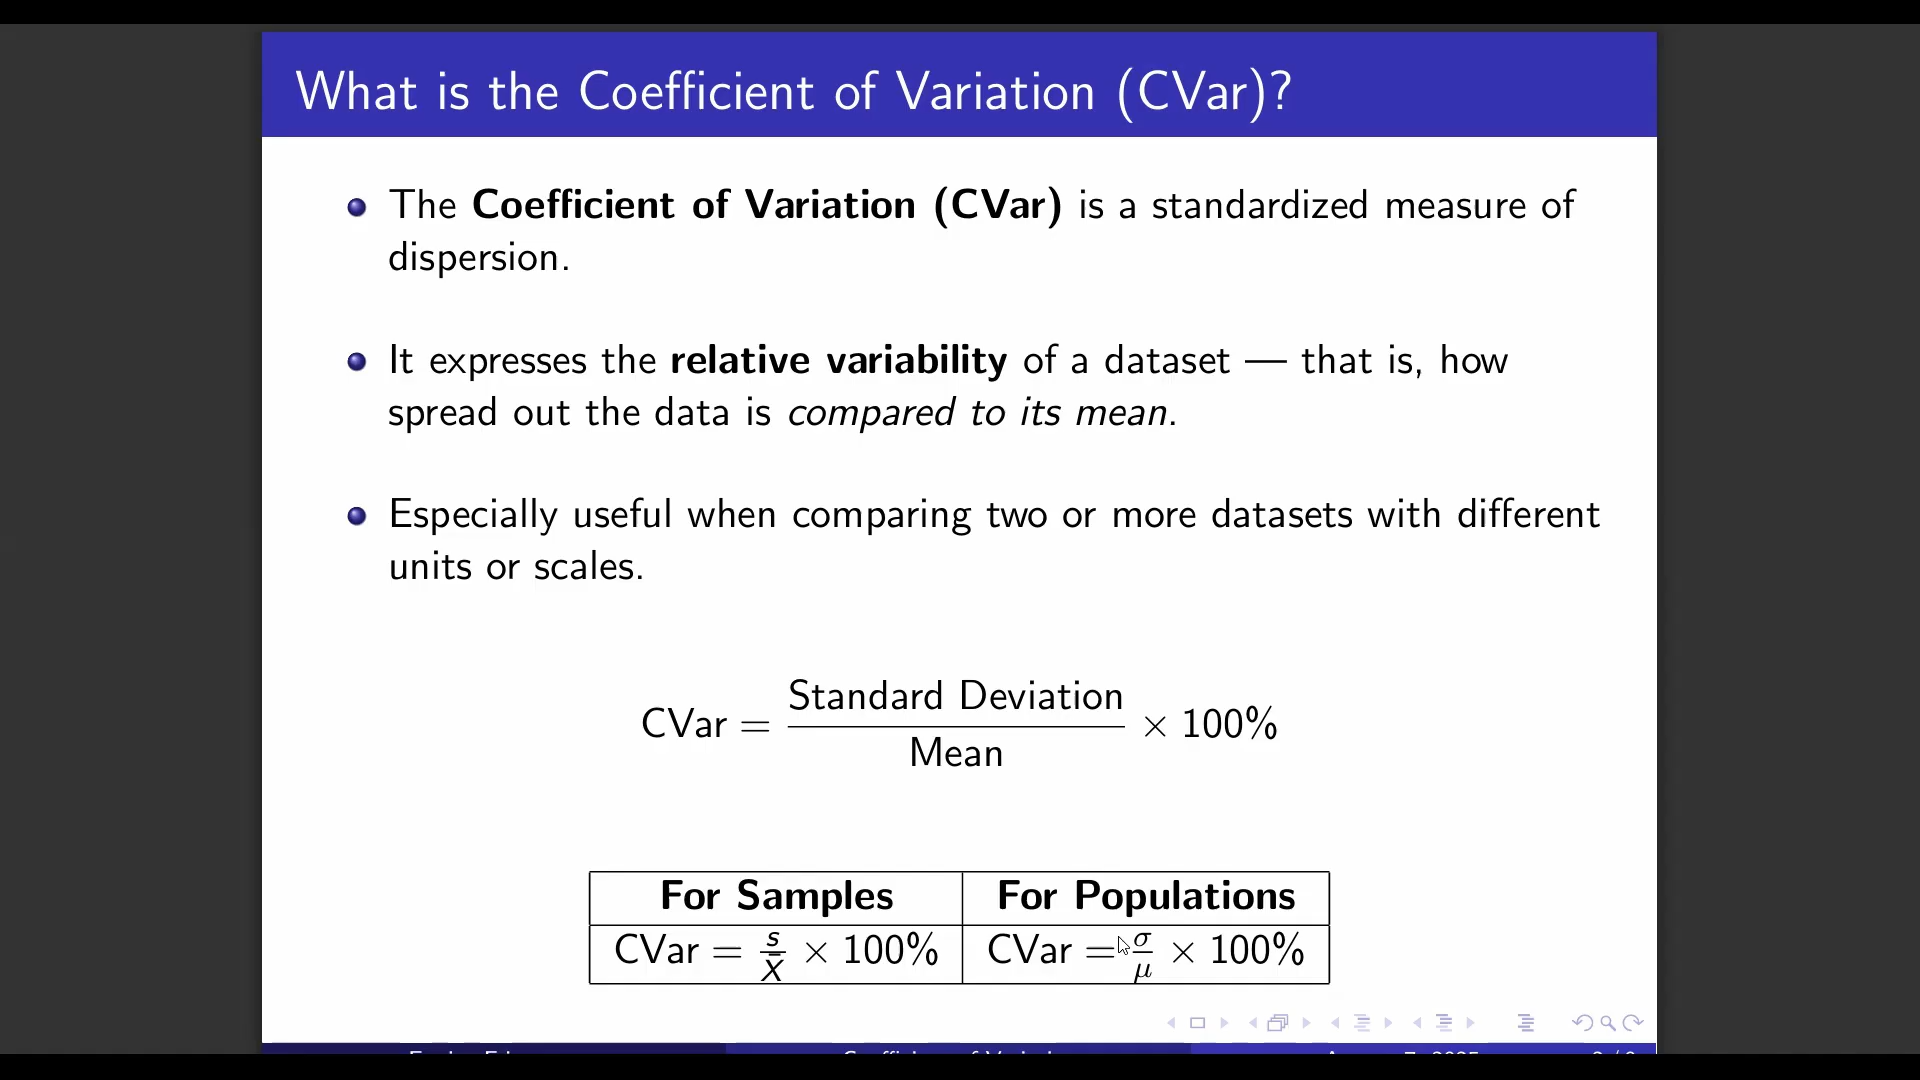 What is the Coefficient of Variation (CVar)?
The Coefficient of Variation (CVar) is a standardized measure of
dispersion.
It expresses the relative variability of a dataset — that is, how
spread out the data is compared to its mean.
Especially useful when comparing two or more datasets with different
units or scales.
CVar = Standard Deviation / Mean × 100%
For Samples For Populations
CVar = s/X̄ × 100% CVar = σ/μ × 100%